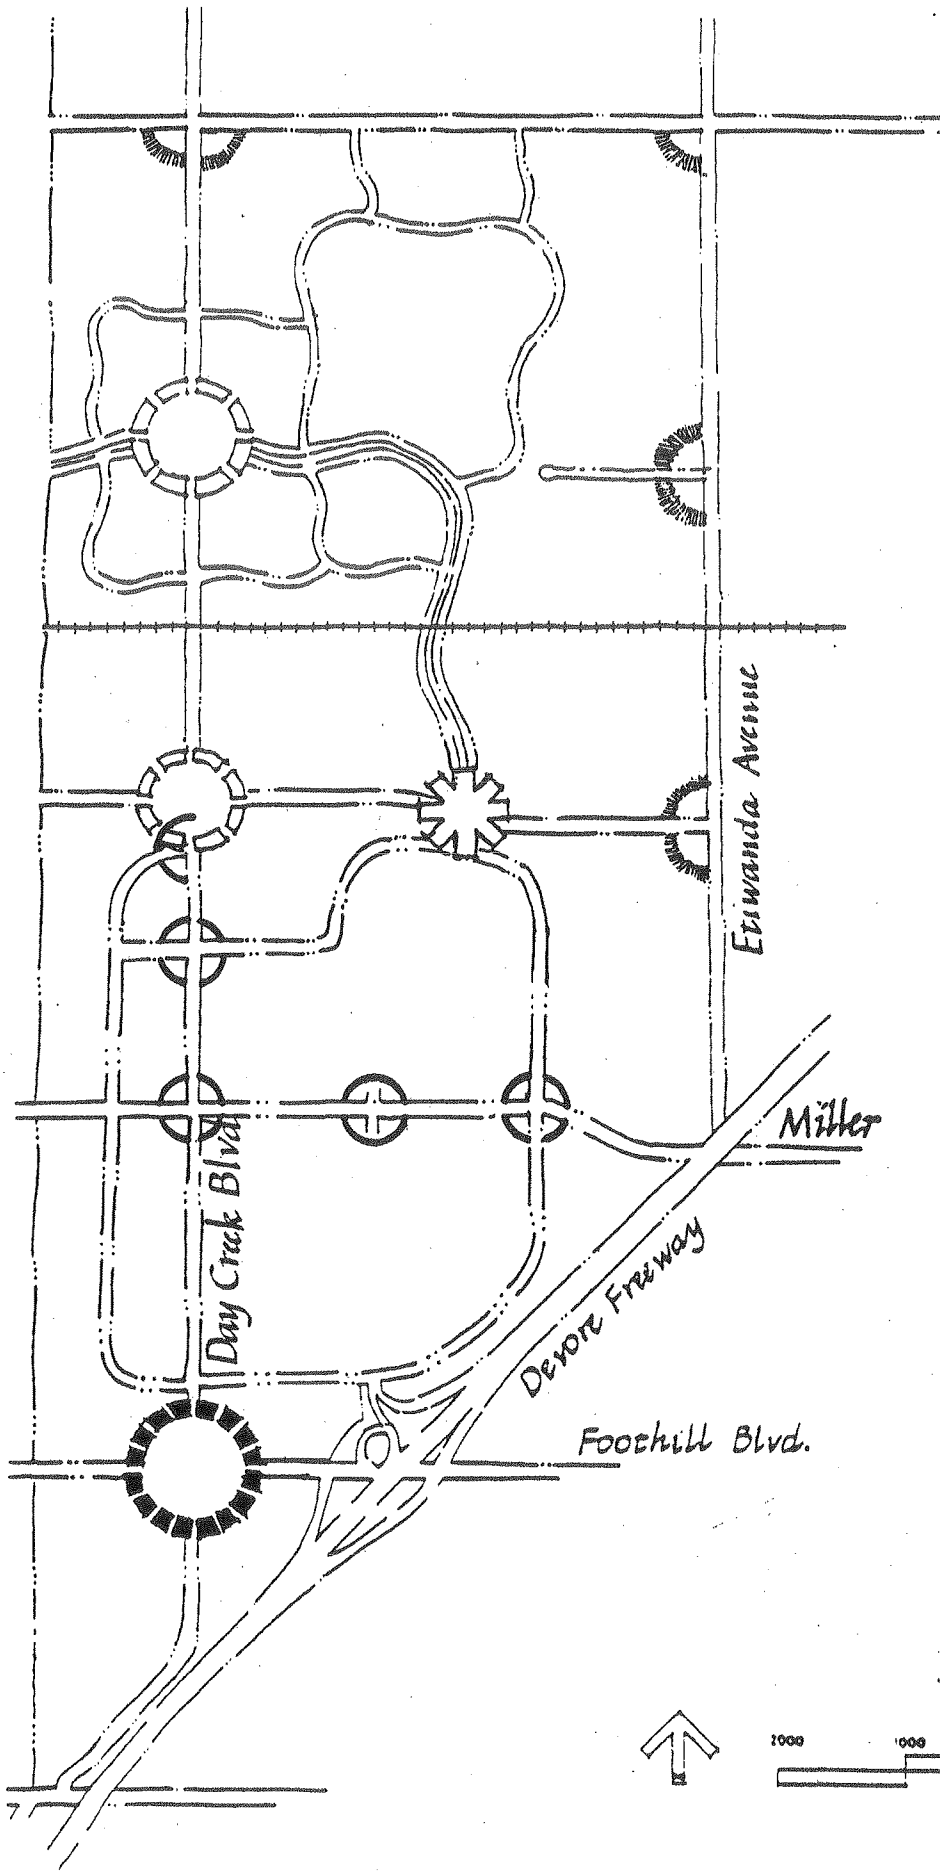 Etiwanda Avenue
Miller
Day Creek Blvd.
Devore Freeway
Foothill Blvd.
2000 1000